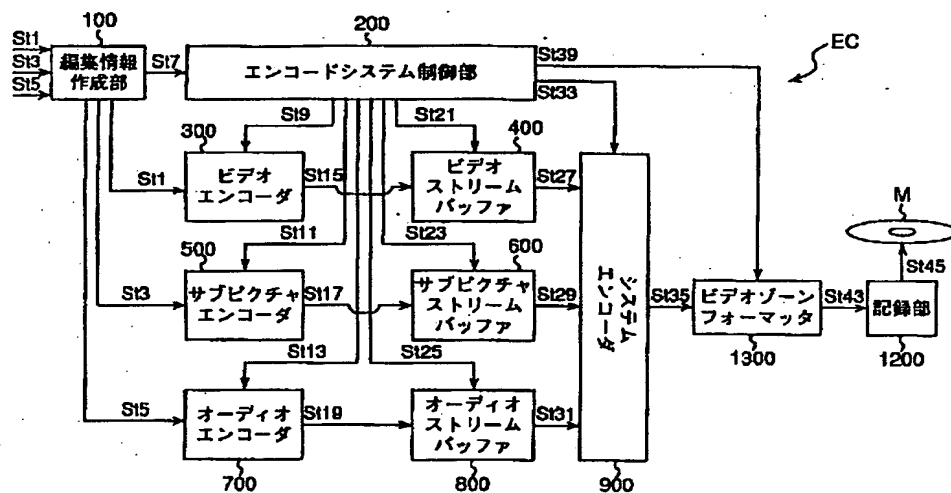 100
200
EC
St1
St3
St5
編集情報
作成部
St7
エンコードシステム制御部
St39
St33
St9
St21
300
400
St1
ビデオ
エンコーダ
St15
ビデオ
ストリーム
バッファ
St27
M
St11
St23
St45
500
600
St3
サブピクチャ
エンコーダ
St17
サブピクチャ
ストリーム
バッファ
St29
システム
エンコーダ
St35
ビデオゾーン
フォーマッタ
St43
記録部
1300
1200
St13
St25
St5
オーディオ
エンコーダ
St19
オーディオ
ストリーム
バッファ
St31
700
800
900